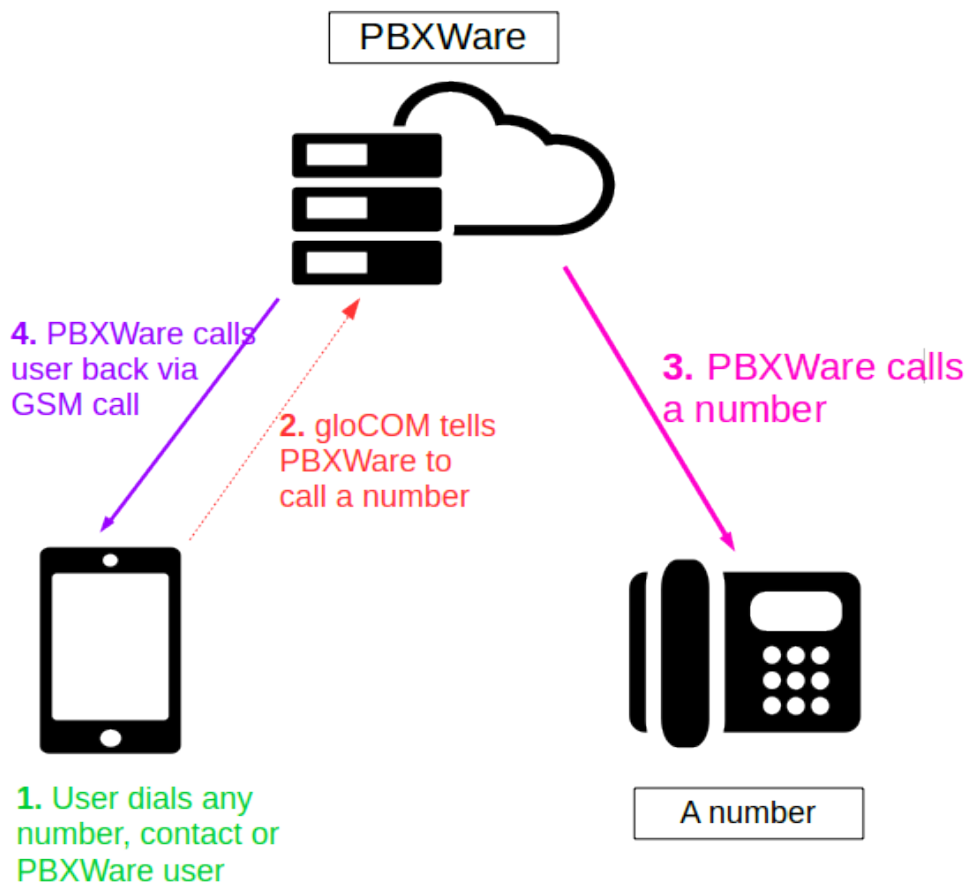 PBXWare
4. PBXWare calls
user back via
GSM call
3. PBXWare calls
a number
2. gloCOM tells
PBXWare to
call a number
1. User dials any
number, contact or
PBXWare user
A number